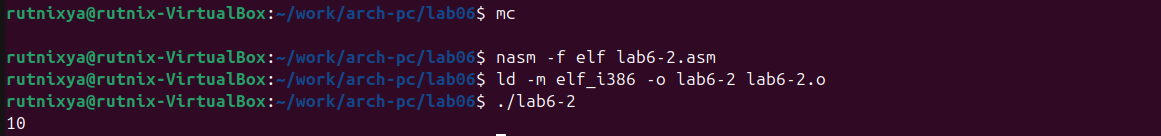 rutnixya@rutnix-VirtualBox:~/work/arch-pc/lab06$ mc
rutnixya@rutnix-VirtualBox:~/work/arch-pc/lab06$ nasm -f elf lab6-2.asm
rutnixya@rutnix-VirtualBox:~/work/arch-pc/lab06$ ld -m elf_i386 -o lab6-2 lab6-2.o
rutnixya@rutnix-VirtualBox:~/work/arch-pc/lab06$ ./lab6-2
10